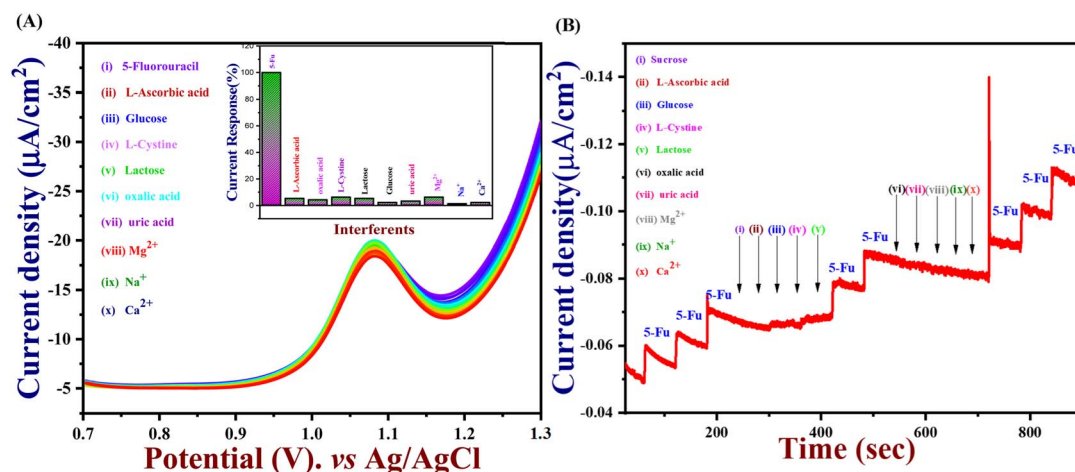 (A)
Current density (μA/cm²)
-40
-35
-30
-25
-20
-15
-10
-5
0.7
0.8
0.9
1.0
1.1
1.2
1.3
Potential (V). vs Ag/AgCl
(i) 5-Fluorouracil
(ii) L-Ascorbic acid
(iii) Glucose
(iv) L-Cystine
(v) Lactose
(vi) oxalic acid
(vii) uric acid
(viii) Mg²⁺
(ix) Na⁺
(x) Ca²⁺
Current Response(%)
120
100
80
60
40
20
0
5-Fu
L-Ascorbic acid
oxalic acid
L-Cystine
Lactose
Glucose
uric acid
Mg²⁺
Na⁺
Ca²⁺
Interferents
(B)
Current density(μA/cm²)
-0.14
-0.12
-0.10
-0.08
-0.06
-0.04
200
400
600
800
Time (sec)
(i) Sucrose
(ii) L-Ascorbic acid
(iii) Glucose
(iv) L-Cystine
(v) Lactose
(vi) oxalic acid
(vii) uric acid
(viii) Mg²⁺
(ix) Na⁺
(x) Ca²⁺
5-Fu
5-Fu
5-Fu
(i) (ii) (iii) (iv) (v)
5-Fu
5-Fu
(vi) (vii) (viii) (ix) (x)
5-Fu
5-Fu
5-Fu